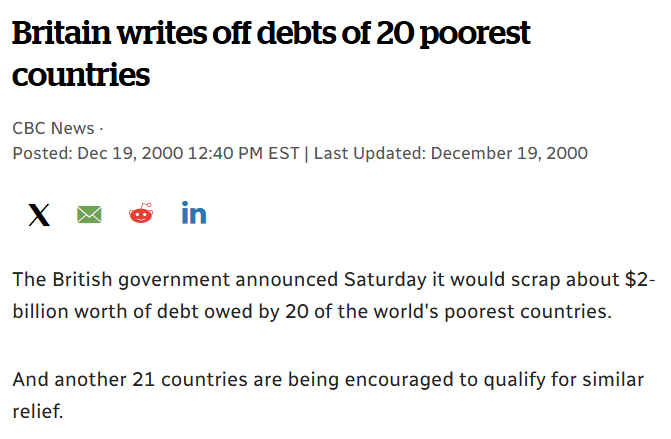 Britain writes off debts of 20 poorest
countries
CBC News ·
Posted: Dec 19, 2000 12:40 PM EST | Last Updated: December 19, 2000
X in
The British government announced Saturday it would scrap about $2-
billion worth of debt owed by 20 of the world's poorest countries.
And another 21 countries are being encouraged to qualify for similar
relief.